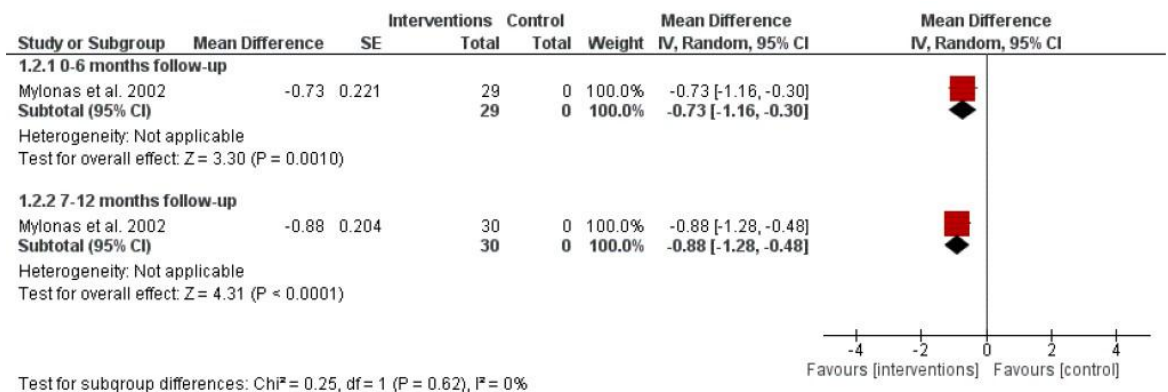 Interventions Control Mean Difference Mean Difference
Study or Subgroup Mean Difference SE Total Total Weight IV, Random, 95% CI IV, Random, 95% CI
1.2.1 0-6 months follow-up
Mylonas et al. 2002 -0.73 0.221 29 0 100.0% -0.73 [-1.16, -0.30]
Subtotal (95% CI) 29 0 100.0% -0.73 [-1.16, -0.30]
Heterogeneity: Not applicable
Test for overall effect: Z = 3.30 (P = 0.0010)
1.2.2 7-12 months follow-up
Mylonas et al. 2002 -0.88 0.204 30 0 100.0% -0.88 [-1.28, -0.48]
Subtotal (95% CI) 30 0 100.0% -0.88 [-1.28, -0.48]
Heterogeneity: Not applicable
Test for overall effect: Z = 4.31 (P < 0.0001)
-4 -2 0 2 4
Favours [interventions] Favours [control]
Test for subgroup differences: Chi² = 0.25, df = 1 (P = 0.62), I² = 0%